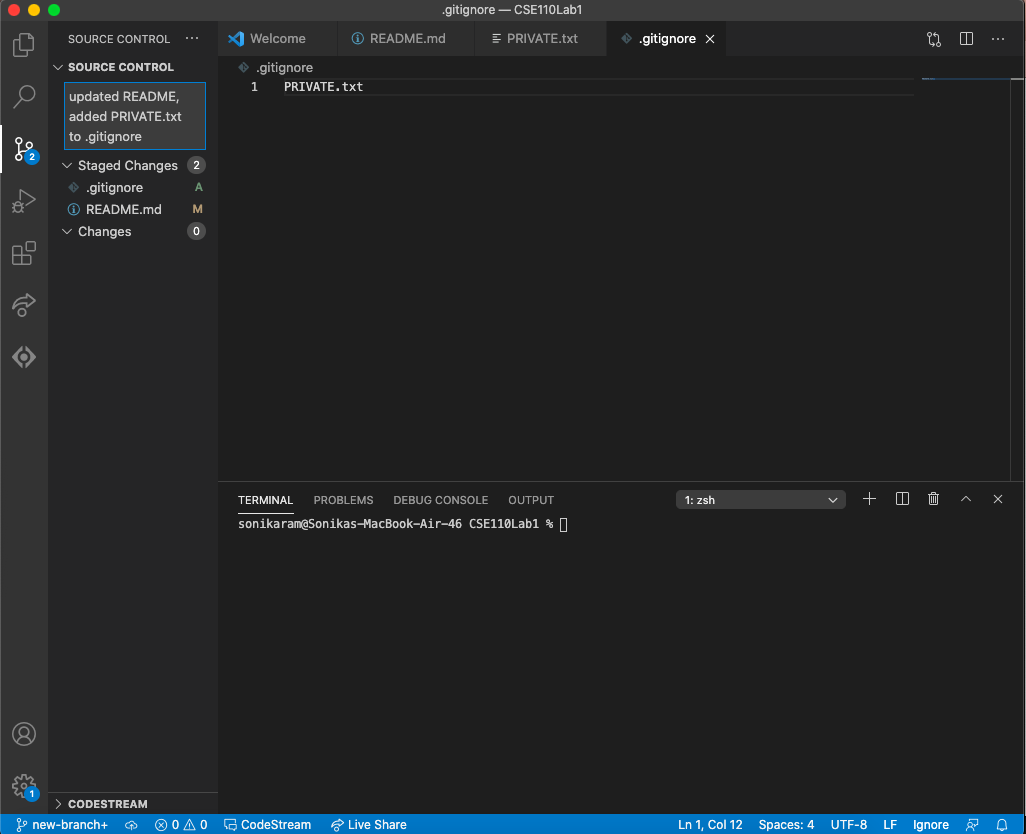 .gitignore — CSE110Lab1
SOURCE CONTROL ···
Welcome
README.md
PRIVATE.txt
.gitignore
SOURCE CONTROL
updated README,
added PRIVATE.txt
to .gitignore
Staged Changes 2
.gitignore A
README.md M
Changes 0
2
1
CODESTREAM
.gitignore
1 PRIVATE.txt
TERMINAL PROBLEMS DEBUG CONSOLE OUTPUT 1: zsh
sonikaram@Sonikas-MacBook-Air-46 CSE110Lab1 %
new-branch+ 0 0 CodeStream Live Share Ln 1, Col 12 Spaces: 4 UTF-8 LF Ignore